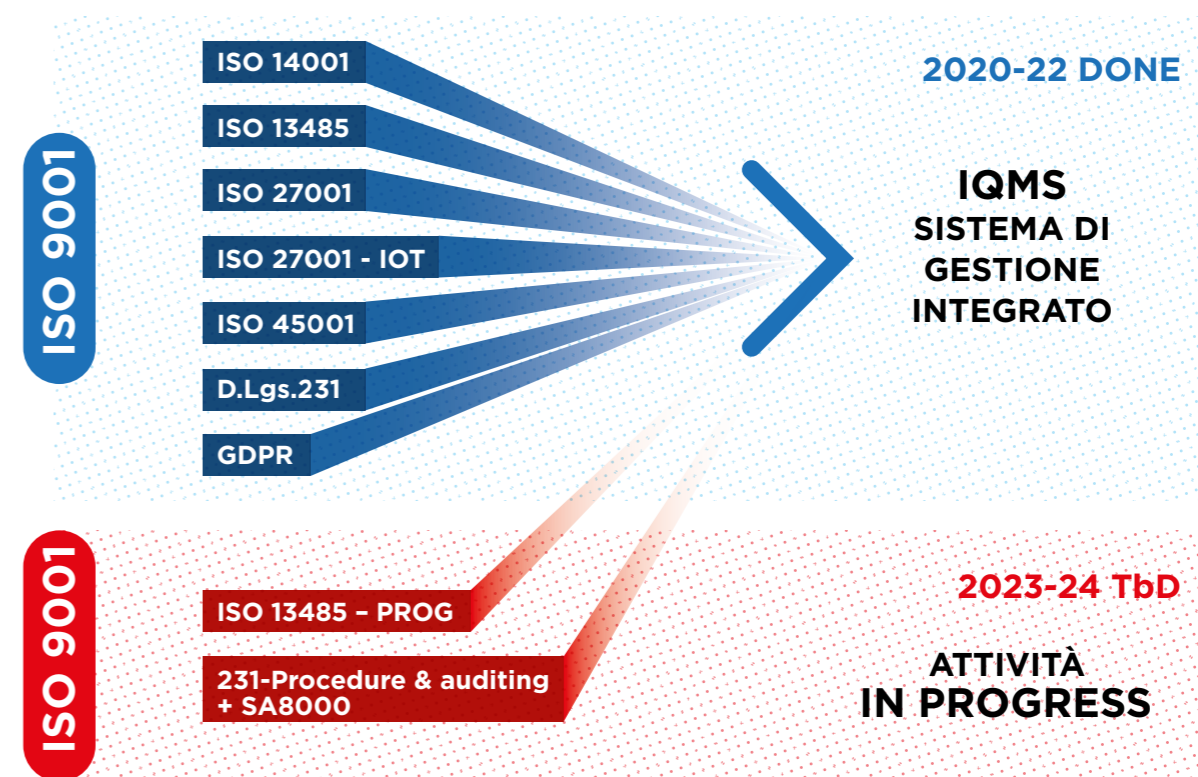 ISO 9001
ISO 14001
ISO 13485
ISO 27001
ISO 27001 - IOT
ISO 45001
D.Lgs.231
GDPR
2020-22 DONE
IQMS
SISTEMA DI
GESTIONE
INTEGRATO
ISO 9001
ISO 13485 – PROG
231-Procedure & auditing
+ SA8000
2023-24 TbD
ATTIVITÀ
IN PROGRESS